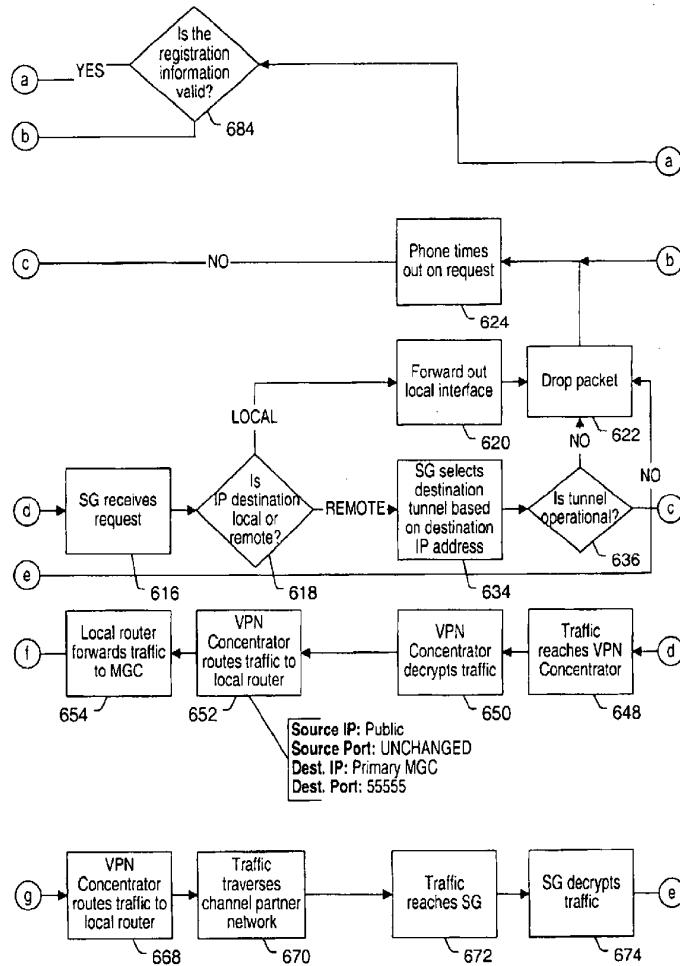 Is the
registration
information
valid?
YES
a
b
684
a
c
NO
Phone times
out on request
b
624
Forward out
local interface
Drop packet
LOCAL
620
622
NO
NO
d
SG receives
request
Is
IP destination
local or
remote?
REMOTE
SG selects
destination
tunnel based
on destination
IP address
Is tunnel
operational?
c
e
616
618
634
636
f
Local router
forwards traffic
to MGC
VPN
Concentrator
routes traffic to
local router
VPN
Concentrator
decrypts traffic
Traffic
reaches VPN
Concentrator
d
654
652
650
648
Source IP: Public
Source Port: UNCHANGED
Dest. IP: Primary MGC
Dest. Port: 55555
g
VPN
Concentrator
routes traffic to
local router
Traffic
traverses
channel partner
network
Traffic
reaches SG
SG decrypts
traffic
e
668
670
672
674